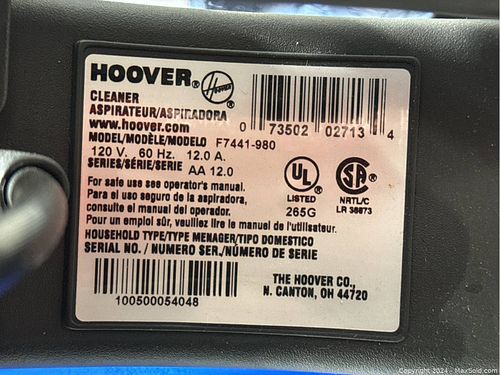 HOOVER® Hoover ®
CLEANER
ASPIRATEUR/ASPIRADORA
www.hoover.com
0 73502 02713 4
MODEL/MODÈLE/MODELO F7441-980
120 V. 60 Hz. 12.0 A.
SERIES/SÉRIE/SERIE AA 12.0
UL ®
LISTED
265G
SA ®
NRTL/C
LR 36673
For safe use see operator's manual.
Para el uso seguro de la aspiradora,
consulte el manual del operador.
Pour un emploi sûr, veuillez lire le manuel de l'utilisateur.
HOUSEHOLD TYPE/TYPE MENAGER/TIPO DOMESTICO
SERIAL NO. / NUMERO SER./NÚMERO DE SERIE
100500054048
THE HOOVER CO.,
N. CANTON, OH 44720
Copyright 2024 - MaxSold.com